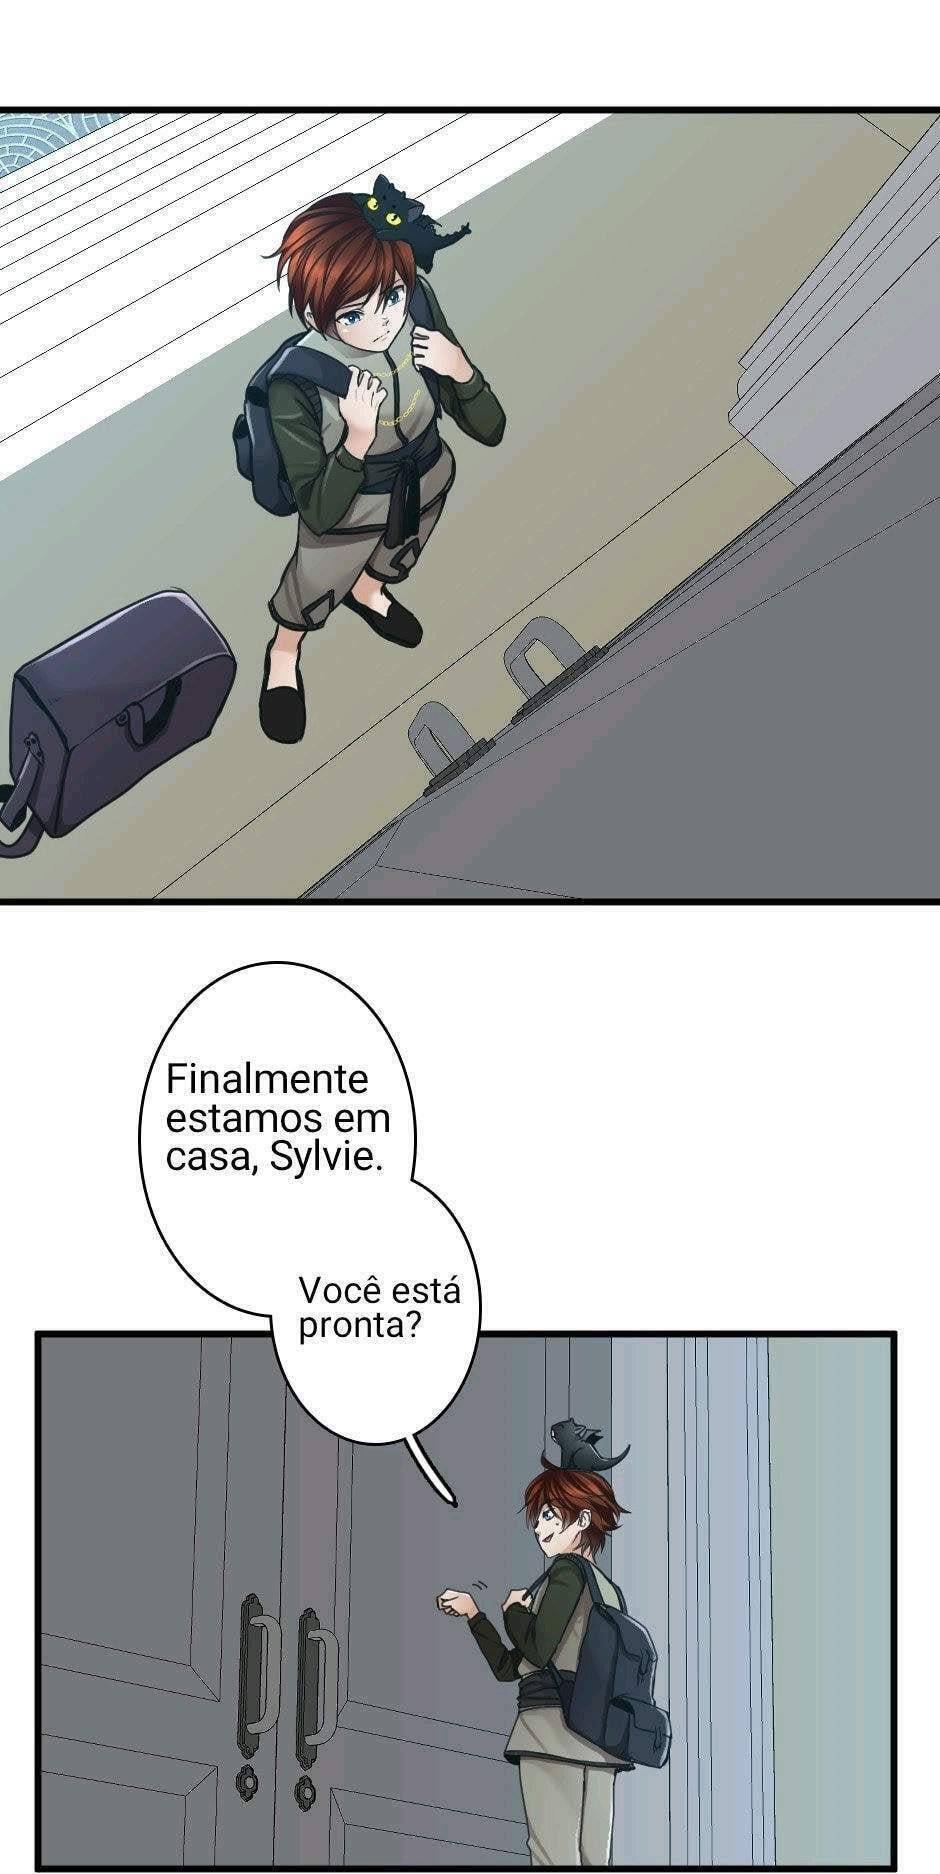 Finalmente
estamos em
casa, Sylvie.
Você está
pronta?